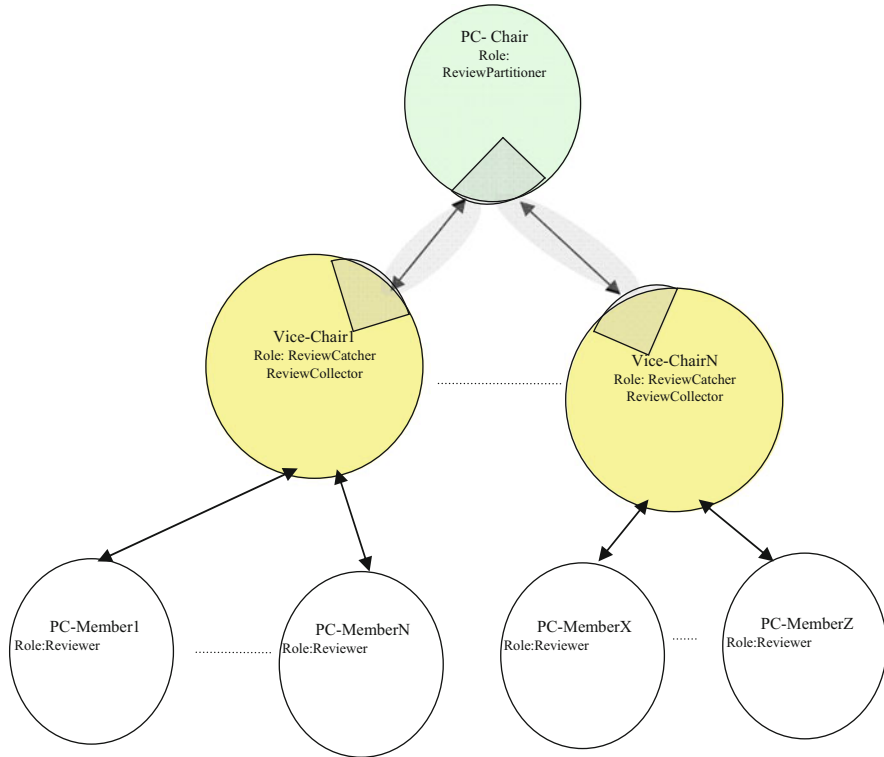 PC- Chair
Role:
ReviewPartitioner
Vice-Chair1
Role: ReviewCatcher
ReviewCollector
Vice-ChairN
Role: ReviewCatcher
ReviewCollector
PC-Member1
Role:Reviewer
PC-MemberN
Role:Reviewer
PC-MemberX
Role:Reviewer
PC-MemberZ
Role:Reviewer